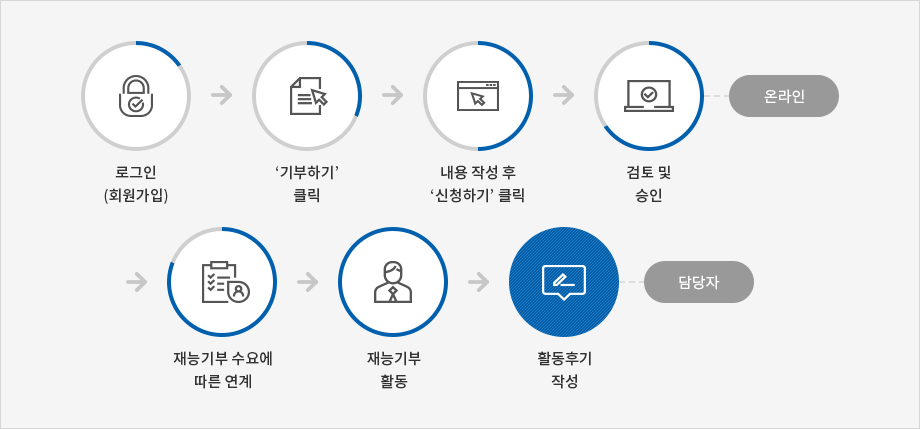 로그인
(회원가입)
‘기부하기’
클릭
내용 작성 후
‘신청하기’ 클릭
검토 및
승인
온라인
재능기부 수요에
따른 연계
재능기부
활동
활동후기
작성
담당자